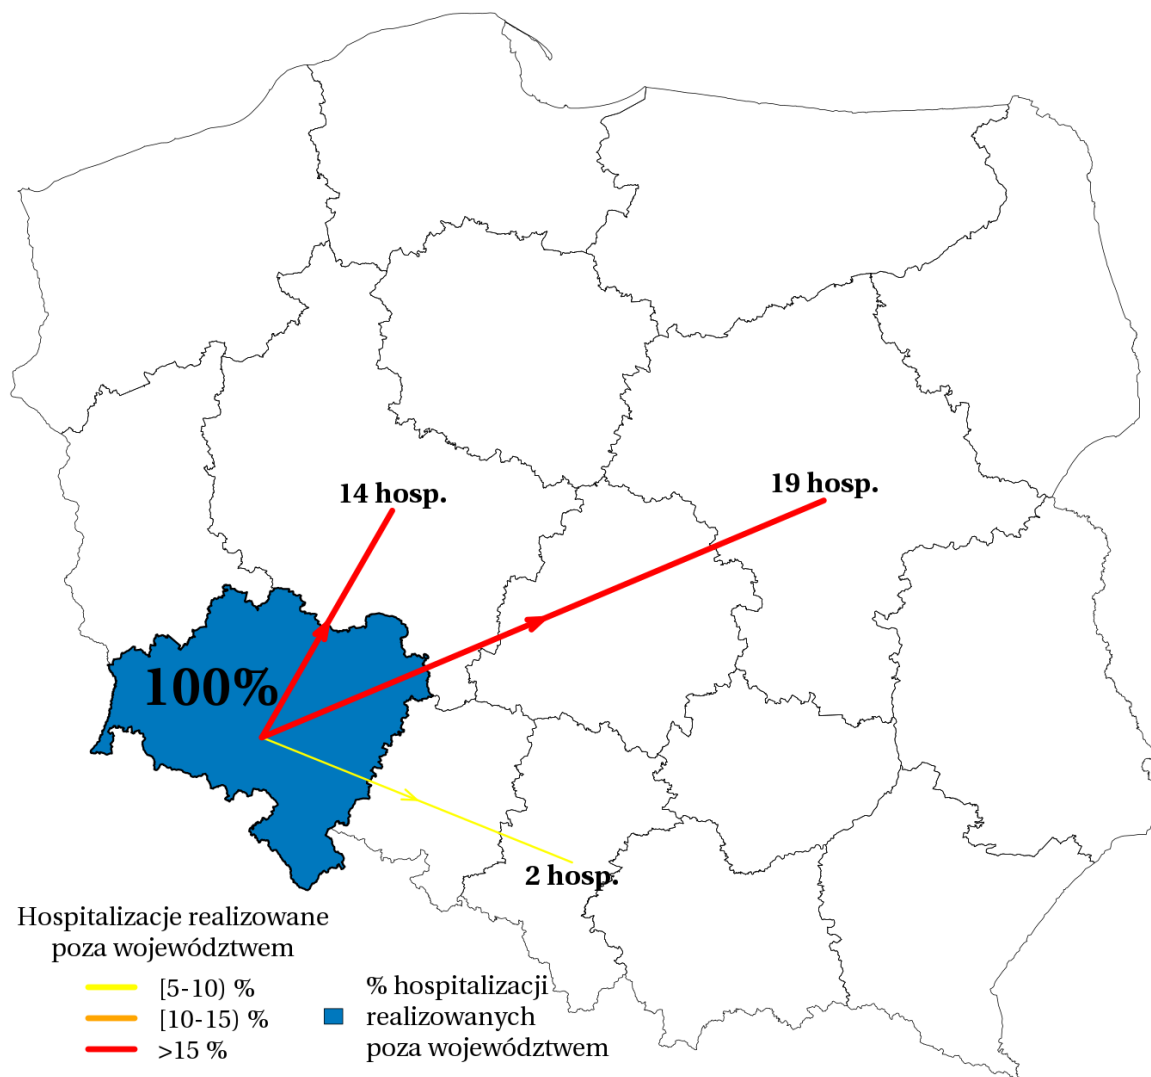 14 hosp.
19 hosp.
100%
2 hosp.
Hospitalizacje realizowane
poza województwem
[5-10) %
[10-15) %
>15 %
% hospitalizacji
realizowanych
poza województwem